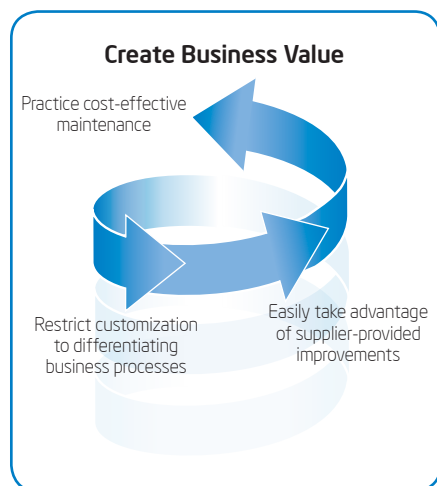 Create Business Value
Practice cost-effective
maintenance
Restrict customization
to differentiating
business processes
Easily take advantage
of supplier-provided
improvements